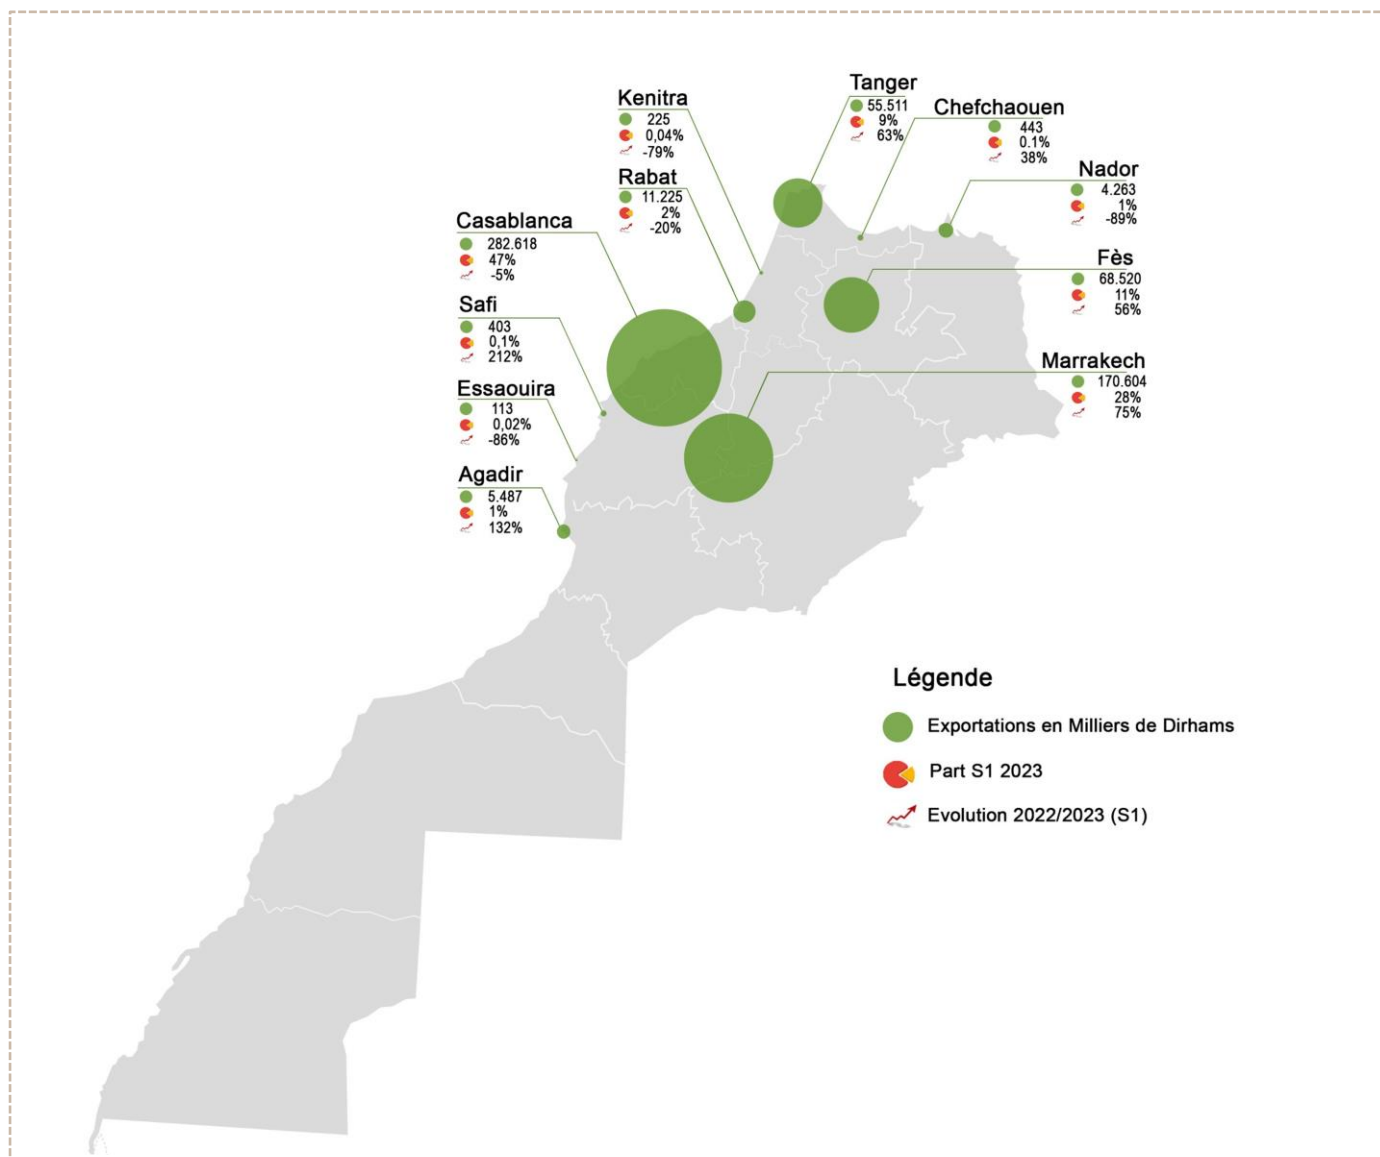 Tanger
55.511
9%
63%
Kenitra
225
0,04%
-79%
Chefchaouen
443
0.1%
38%
Nador
4.263
1%
-89%
Rabat
11.225
2%
-20%
Casablanca
282.618
47%
-5%
Fès
68.520
11%
56%
Safi
403
0,1%
212%
Marrakech
170.604
28%
75%
Essaouira
113
0,02%
-86%
Agadir
5.487
1%
132%
Légende
Exportations en Milliers de Dirhams
Part S1 2023
Evolution 2022/2023 (S1)